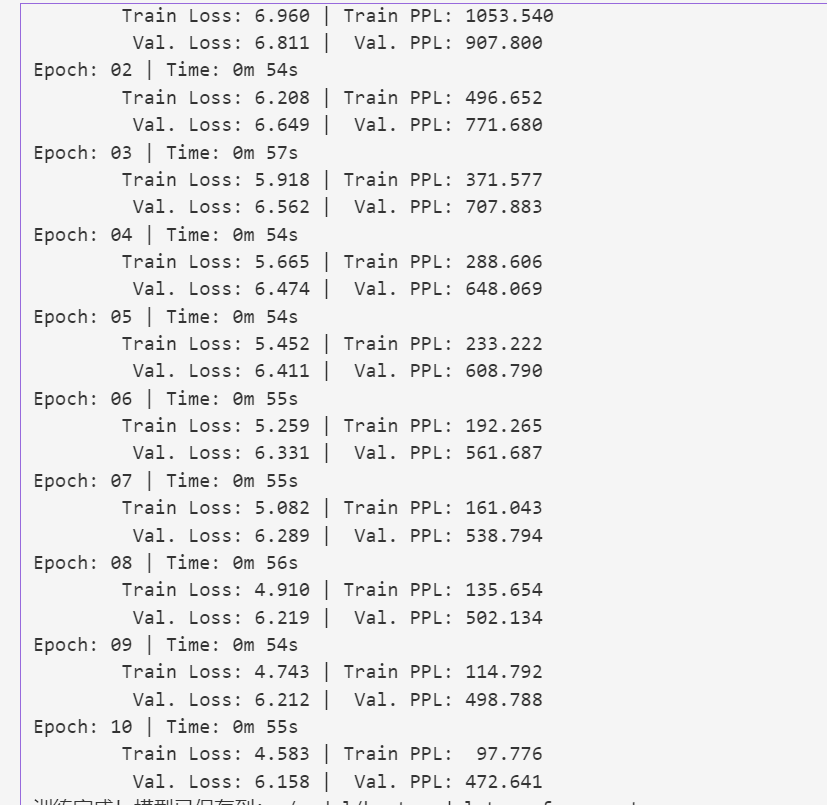 Train Loss: 6.960 | Train PPL: 1053.540
Val. Loss: 6.811 |  Val. PPL: 907.800
Epoch: 02 | Time: 0m 54s
Train Loss: 6.208 | Train PPL: 496.652
Val. Loss: 6.649 |  Val. PPL: 771.680
Epoch: 03 | Time: 0m 57s
Train Loss: 5.918 | Train PPL: 371.577
Val. Loss: 6.562 |  Val. PPL: 707.883
Epoch: 04 | Time: 0m 54s
Train Loss: 5.665 | Train PPL: 288.606
Val. Loss: 6.474 |  Val. PPL: 648.069
Epoch: 05 | Time: 0m 54s
Train Loss: 5.452 | Train PPL: 233.222
Val. Loss: 6.411 |  Val. PPL: 608.790
Epoch: 06 | Time: 0m 55s
Train Loss: 5.259 | Train PPL: 192.265
Val. Loss: 6.331 |  Val. PPL: 561.687
Epoch: 07 | Time: 0m 55s
Train Loss: 5.082 | Train PPL: 161.043
Val. Loss: 6.289 |  Val. PPL: 538.794
Epoch: 08 | Time: 0m 56s
Train Loss: 4.910 | Train PPL: 135.654
Val. Loss: 6.219 |  Val. PPL: 502.134
Epoch: 09 | Time: 0m 54s
Train Loss: 4.743 | Train PPL: 114.792
Val. Loss: 6.212 |  Val. PPL: 498.788
Epoch: 10 | Time: 0m 55s
Train Loss: 4.583 | Train PPL:  97.776
Val. Loss: 6.158 |  Val. PPL: 472.641